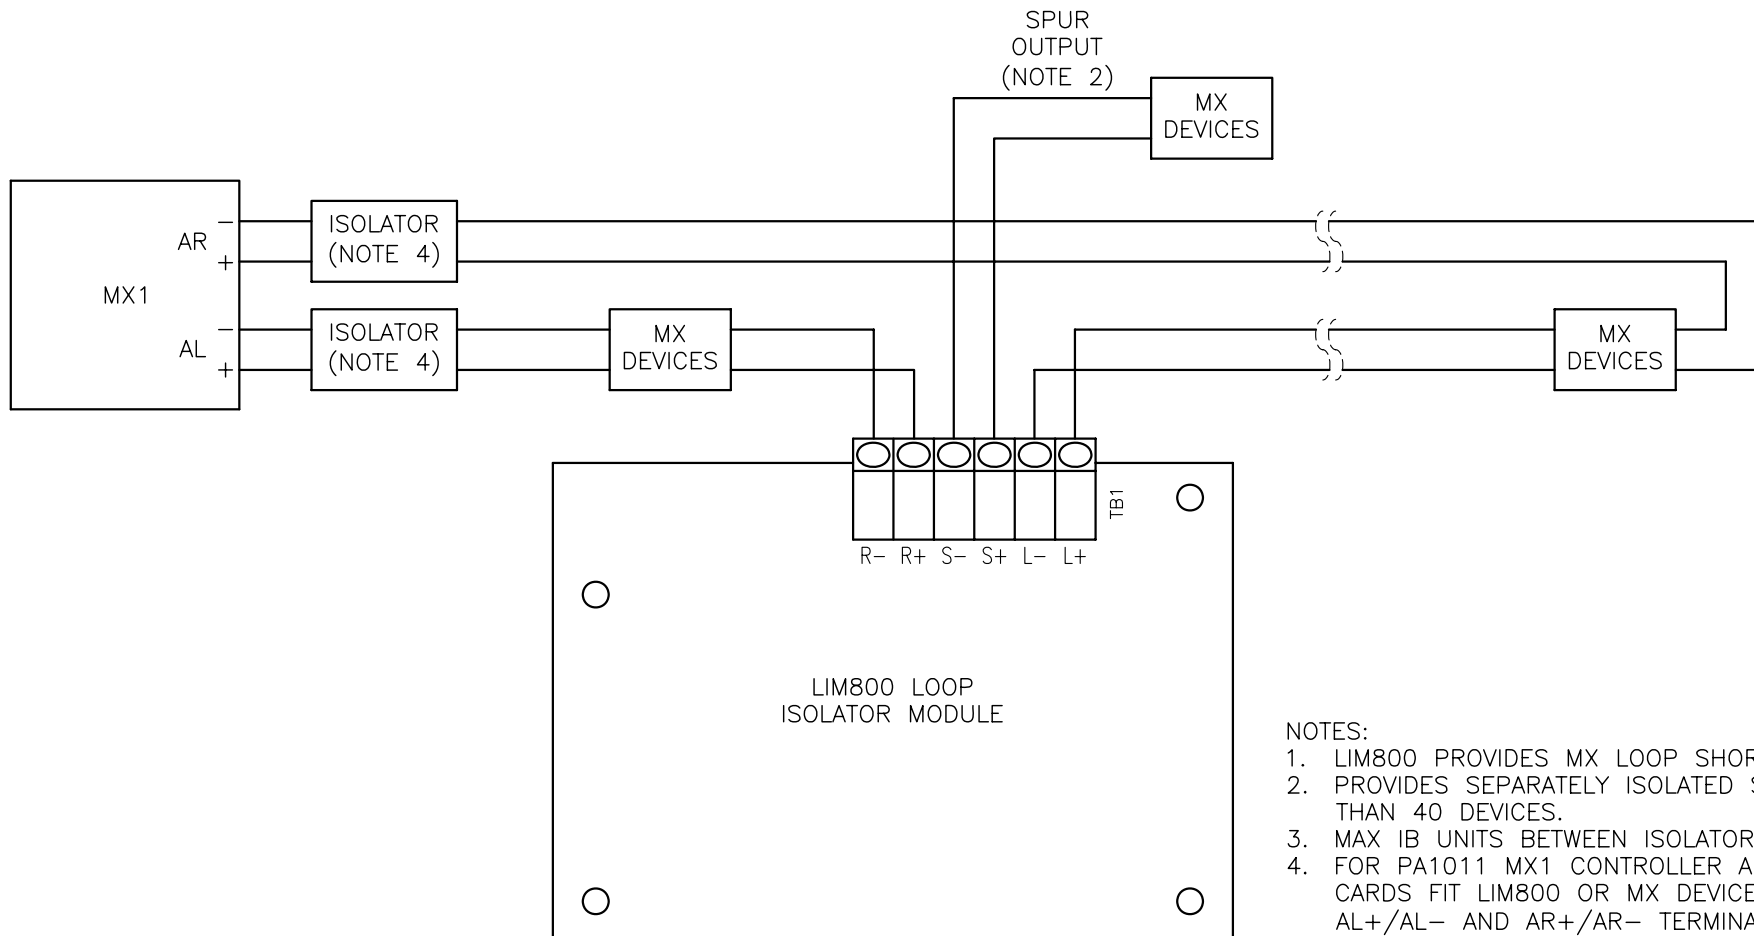 SPUR
OUTPUT
(NOTE 2)
MX
DEVICES
MX1
AR
−
+
AL
−
+
ISOLATOR
(NOTE 4)
ISOLATOR
(NOTE 4)
MX
DEVICES
MX
DEVICES
TB1
R− R+ S− S+ L− L+
LIM800 LOOP
ISOLATOR MODULE
NOTES:
1. LIM800 PROVIDES MX LOOP SHOR
2. PROVIDES SEPARATELY ISOLATED
THAN 40 DEVICES.
3. MAX IB UNITS BETWEEN ISOLATOR
4. FOR PA1011 MX1 CONTROLLER A
CARDS FIT LIM800 OR MX DEVICE
AL+/AL− AND AR+/AR− TERMINA